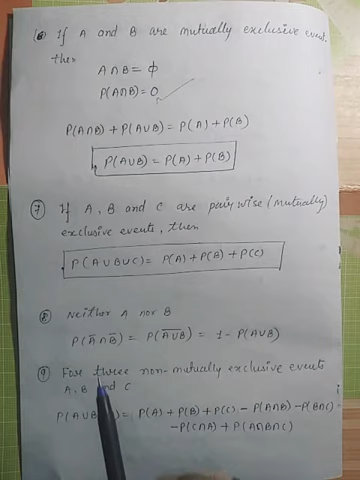 (6) If A and B are mutually exclusive event.
then
A∩B = ϕ
P(A∩B) = 0
P(A∩B) + P(A∪B) = P(A) + P(B)
P(A∪B) = P(A) + P(B)
(7) If A, B and C are pairwise (mutually)
exclusive events, then
P(A∪B∪C) = P(A) + P(B) + P(C)
(8) Neither A nor B
P(A̅∩B̅) = P(A̅∪̅B̅) = 1 - P(A∪B)
(9) For three non-mutually exclusive events
A, B and C
P(A∪B = P(A) + P(B) + P(C) - P(A∩B) - P(B∩C)
- P(C∩A) + P(A∩B∩C)